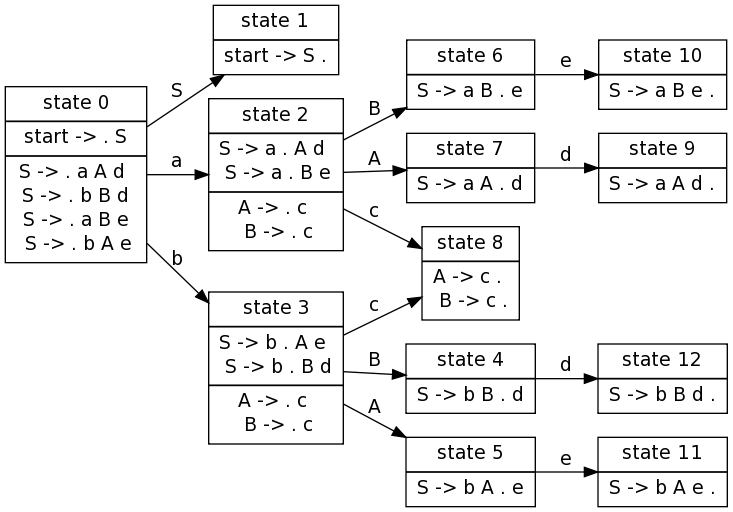 state 0
start -> . S
S -> . a A d
S -> . b B d
S -> . a B e
S -> . b A e
S
a
b
state 1
start -> S .
state 2
S -> a . A d
S -> a . B e
A -> . c
B -> . c
B
A
c
state 3
S -> b . A e
S -> b . B d
A -> . c
B -> . c
c
B
A
state 6
S -> a B . e
e
state 10
S -> a B e .
state 7
S -> a A . d
d
state 9
S -> a A d .
state 8
A -> c .
B -> c .
state 4
S -> b B . d
d
state 12
S -> b B d .
state 5
S -> b A . e
e
state 11
S -> b A e .